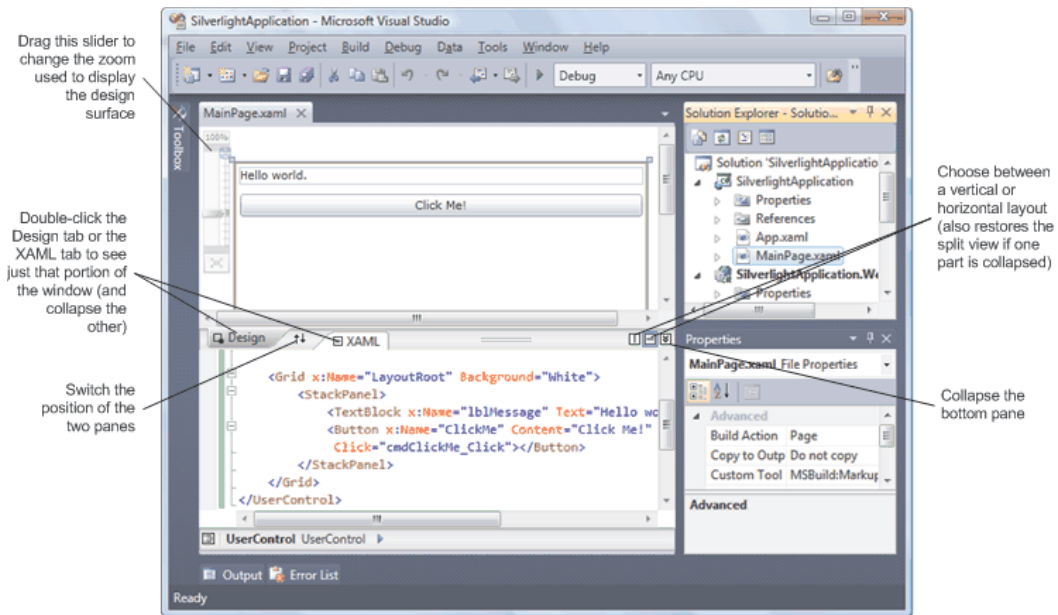 SilverlightApplication - Microsoft Visual Studio
File Edit View Project Build Debug Data Tools Window Help
Debug
Any CPU
Drag this slider to
change the zoom
used to display
the design
surface
Double-click the
Design tab or the
XAML tab to see
just that portion of
the window (and
collapse the
other)
Switch the
position of the
two panes
Toolbox
MainPage.xaml
100%
Hello world.
Click Me!
Design
XAML
<Grid x:Name="LayoutRoot" Background="White">
<StackPanel>
<TextBlock x:Name="lblMessage" Text="Hello wo
<Button x:Name="ClickMe" Content="Click Me!"
Click="cmdClickMe_Click"></Button>
</StackPanel>
</Grid>
</UserControl>
UserControl UserControl
Output Error List
Ready
Solution Explorer - Solutio...
Solution 'SilverlightApplicatio
SilverlightApplication
Properties
References
App.xaml
MainPage.xaml
SilverlightApplication.We
Properties
Properties
MainPage.xaml File Properties
Advanced
Build Action Page
Copy to Outp Do not copy
Custom Tool MSBuild:Markup
Advanced
Choose between
a vertical or
horizontal layout
(also restores the
split view if one
part is collapsed)
Collapse the
bottom pane